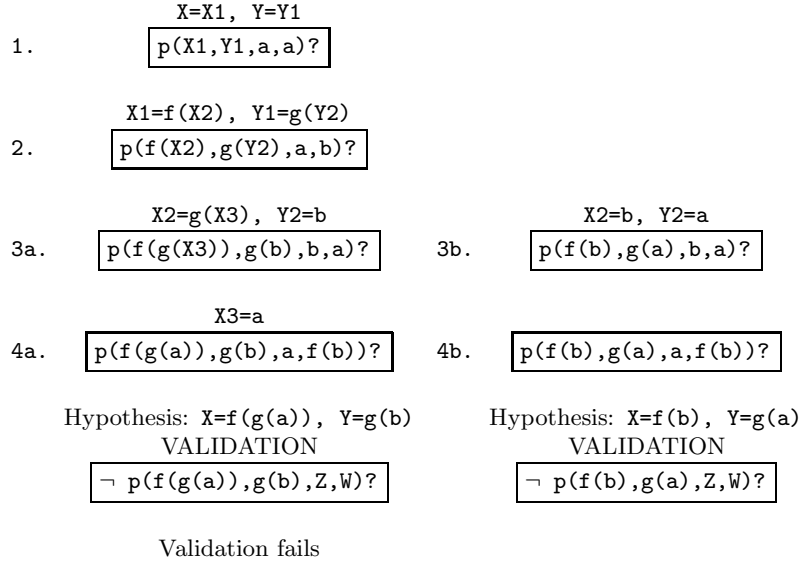 X=X1, Y=Y1
1. p(X1,Y1,a,a)?
X1=f(X2), Y1=g(Y2)
2. p(f(X2),g(Y2),a,b)?
X2=g(X3), Y2=b X2=b, Y2=a
3a. p(f(g(X3)),g(b),b,a)? 3b. p(f(b),g(a),b,a)?
X3=a
4a. p(f(g(a)),g(b),a,f(b))? 4b. p(f(b),g(a),a,f(b))?
Hypothesis: X=f(g(a)), Y=g(b) Hypothesis: X=f(b), Y=g(a)
VALIDATION VALIDATION
¬ p(f(g(a)),g(b),Z,W)? ¬ p(f(b),g(a),Z,W)?
Validation fails